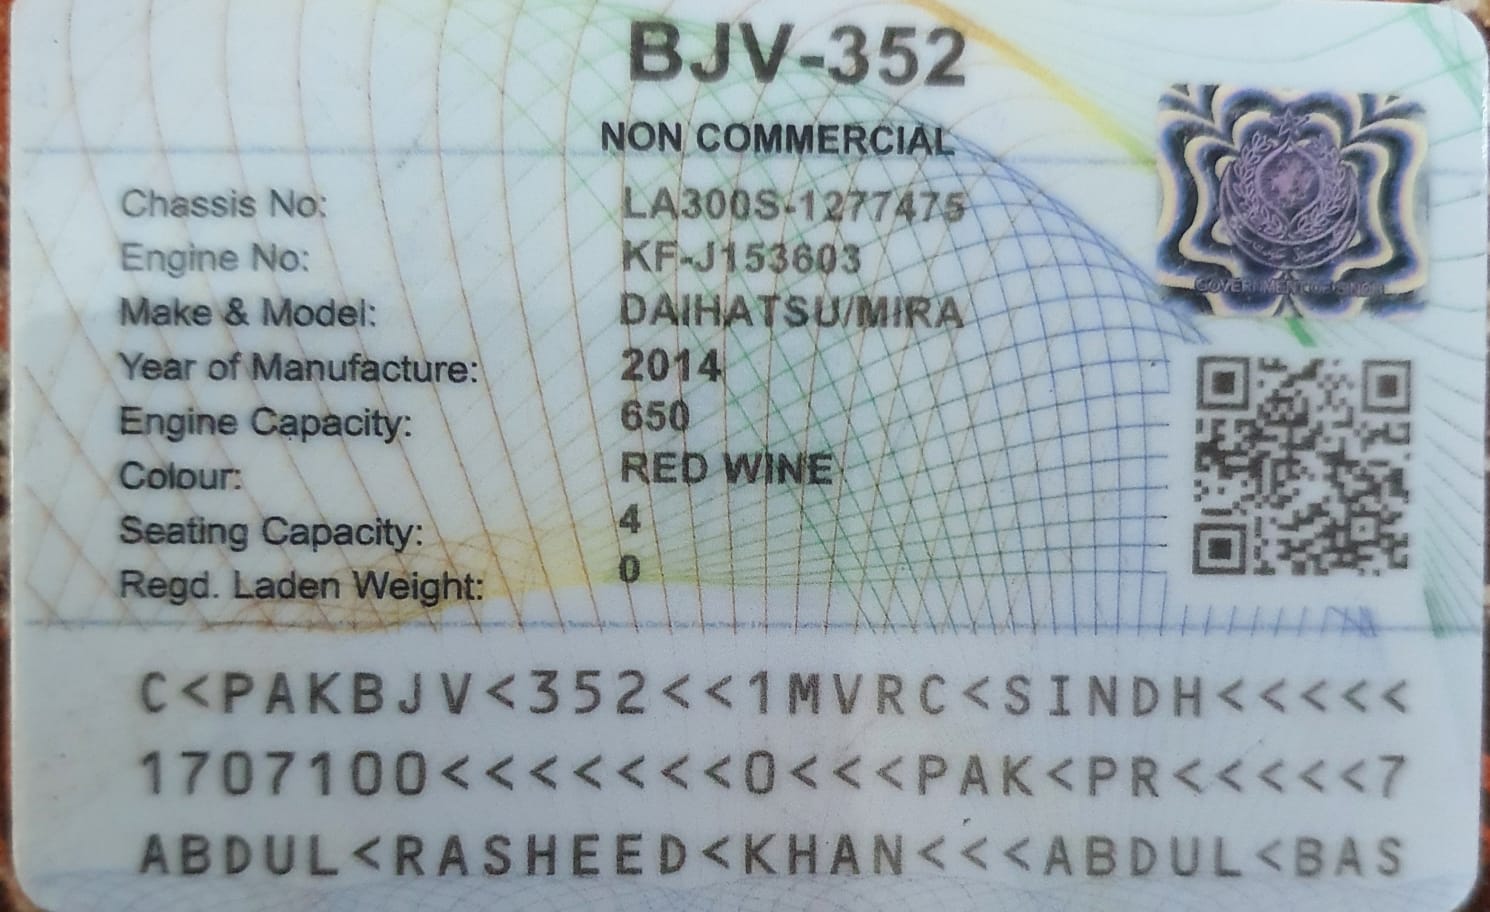 BJV-352
NON COMMERCIAL
Chassis No: LA300S-1277475
Engine No: KF-J153603
Make & Model: DAIHATSU/MIRA
Year of Manufacture: 2014
Engine Capacity: 650
Colour: RED WINE
Seating Capacity: 4
Regd. Laden Weight: 0
GOVERNMENT OF SINDH
C<PAKBJV<352<<1MVRC<SINDH<<<<<
1707100<<<<<<<0<<<PAK<PR<<<<<7
ABDUL<RASHEED<KHAN<<<ABDUL<BAS